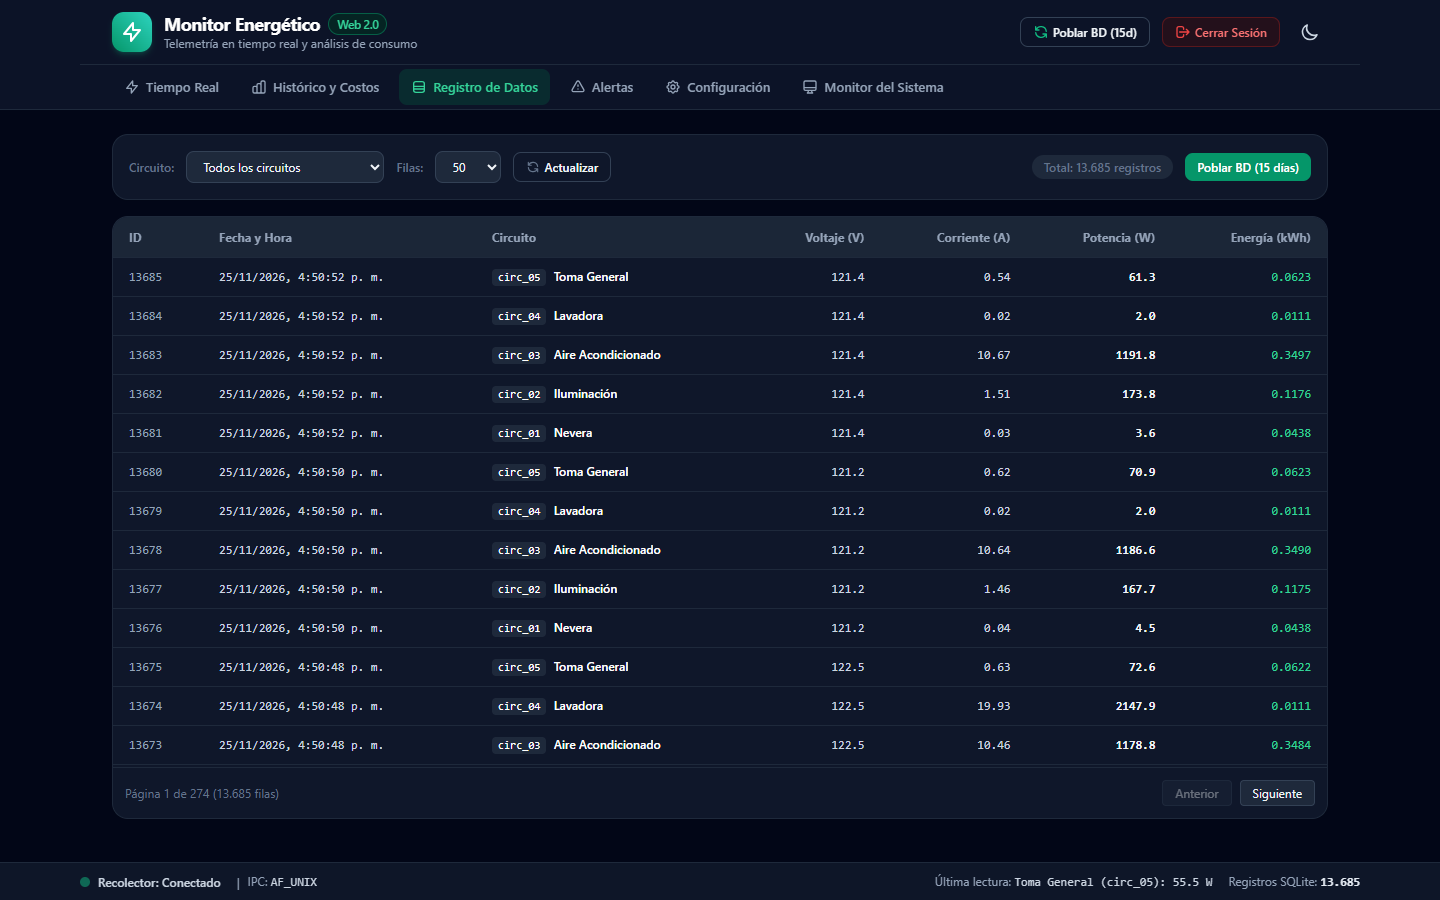 Monitor Energético Web 2.0
Telemetría en tiempo real y análisis de consumo
Poblar BD (15d) Cerrar Sesión
Tiempo Real Histórico y Costos Registro de Datos Alertas Configuración Monitor del Sistema
Circuito: Todos los circuitos Filas: 50 Actualizar Total: 13.685 registros Poblar BD (15 días)
ID Fecha y Hora Circuito Voltaje (V) Corriente (A) Potencia (W) Energía (kWh)
13685 25/11/2026, 4:50:52 p. m. circ_05 Toma General 121.4 0.54 61.3 0.0623
13684 25/11/2026, 4:50:52 p. m. circ_04 Lavadora 121.4 0.02 2.0 0.0111
13683 25/11/2026, 4:50:52 p. m. circ_03 Aire Acondicionado 121.4 10.67 1191.8 0.3497
13682 25/11/2026, 4:50:52 p. m. circ_02 Iluminación 121.4 1.51 173.8 0.1176
13681 25/11/2026, 4:50:52 p. m. circ_01 Nevera 121.4 0.03 3.6 0.0438
13680 25/11/2026, 4:50:50 p. m. circ_05 Toma General 121.2 0.62 70.9 0.0623
13679 25/11/2026, 4:50:50 p. m. circ_04 Lavadora 121.2 0.02 2.0 0.0111
13678 25/11/2026, 4:50:50 p. m. circ_03 Aire Acondicionado 121.2 10.64 1186.6 0.3490
13677 25/11/2026, 4:50:50 p. m. circ_02 Iluminación 121.2 1.46 167.7 0.1175
13676 25/11/2026, 4:50:50 p. m. circ_01 Nevera 121.2 0.04 4.5 0.0438
13675 25/11/2026, 4:50:48 p. m. circ_05 Toma General 122.5 0.63 72.6 0.0622
13674 25/11/2026, 4:50:48 p. m. circ_04 Lavadora 122.5 19.93 2147.9 0.0111
13673 25/11/2026, 4:50:48 p. m. circ_03 Aire Acondicionado 122.5 10.46 1178.8 0.3484
Página 1 de 274 (13.685 filas) Anterior Siguiente
Recolector: Conectado | IPC: AF_UNIX Última lectura: Toma General (circ_05): 55.5 W Registros SQLite: 13.685